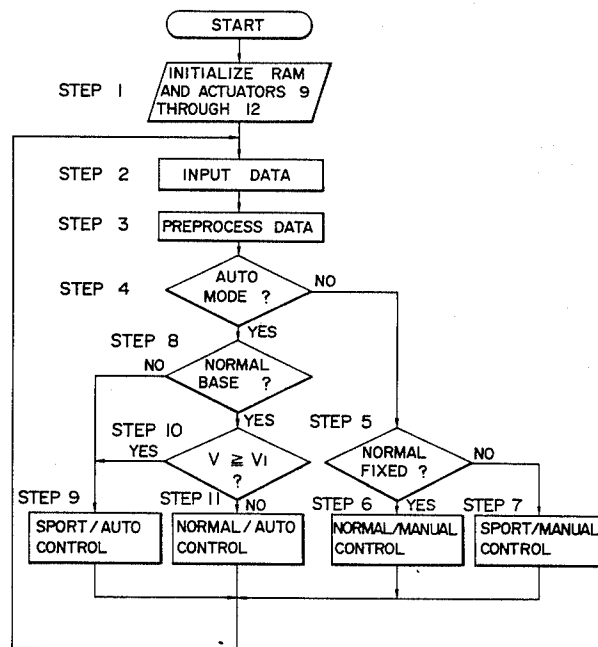 START
STEP 1
INITIALIZE RAM
AND ACTUATORS 9
THROUGH 12
STEP 2
INPUT DATA
STEP 3
PREPROCESS DATA
STEP 4
AUTO
MODE ?
NO
YES
STEP 8
NO
NORMAL
BASE ?
YES
STEP 10
YES
V ≧ V1
?
NO
STEP 5
NORMAL
FIXED ?
NO
YES
STEP 9
SPORT/AUTO
CONTROL
STEP 11
NORMAL/AUTO
CONTROL
STEP 6
NORMAL/MANUAL
CONTROL
STEP 7
SPORT/MANUAL
CONTROL